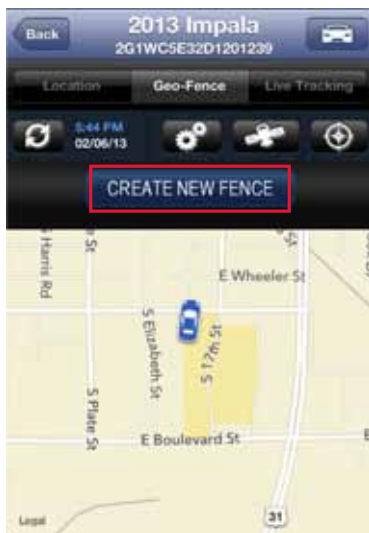 Back
2013 Impala
2G1WC5E32D1201239
Location
Geo-Fence
Live Tracking
5:44 PM
02/06/13
CREATE NEW FENCE
S Harris Rd
St
E Wheeler St
S Elizabeth St
S 17th St
S Plate St
E Boulevard St
31
Legal